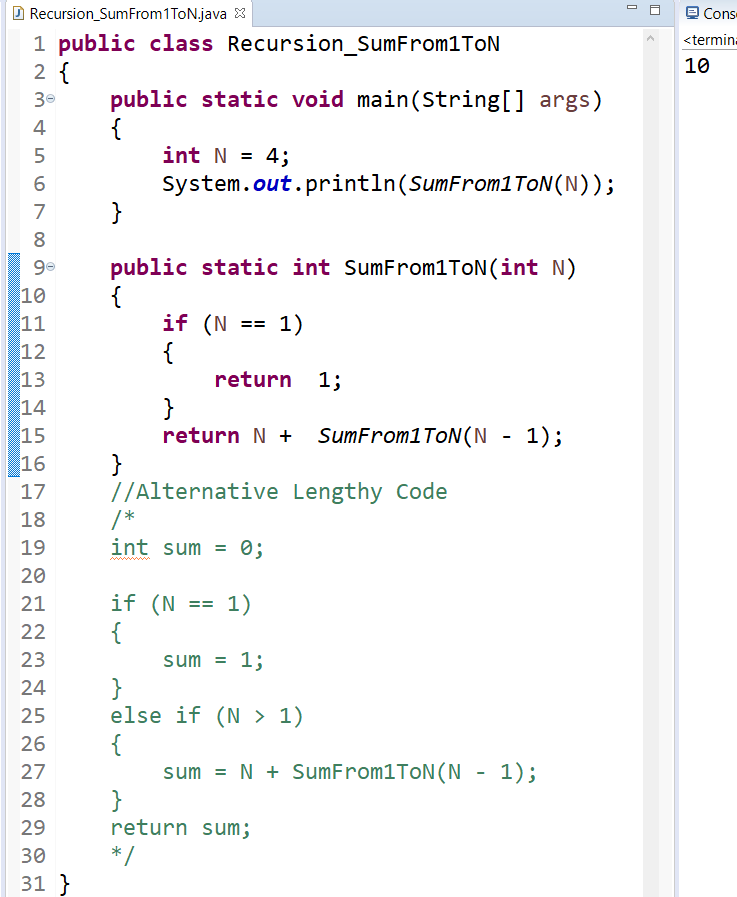 Recursion_SumFrom1ToN.java
1 public class Recursion_SumFrom1ToN
2 {
3 public static void main(String[] args)
4 {
5 int N = 4;
6 System.out.println(SumFrom1ToN(N));
7 }
8
9 public static int SumFrom1ToN(int N)
10 {
11 if (N == 1)
12 {
13 return  1;
14 }
15 return N +  SumFrom1ToN(N - 1);
16 }
17 //Alternative Lengthy Code
18 /*
19 int sum = 0;
20
21 if (N == 1)
22 {
23 sum = 1;
24 }
25 else if (N > 1)
26 {
27 sum = N + SumFrom1ToN(N - 1);
28 }
29 return sum;
30 */
31 }
Cons
<termina
10